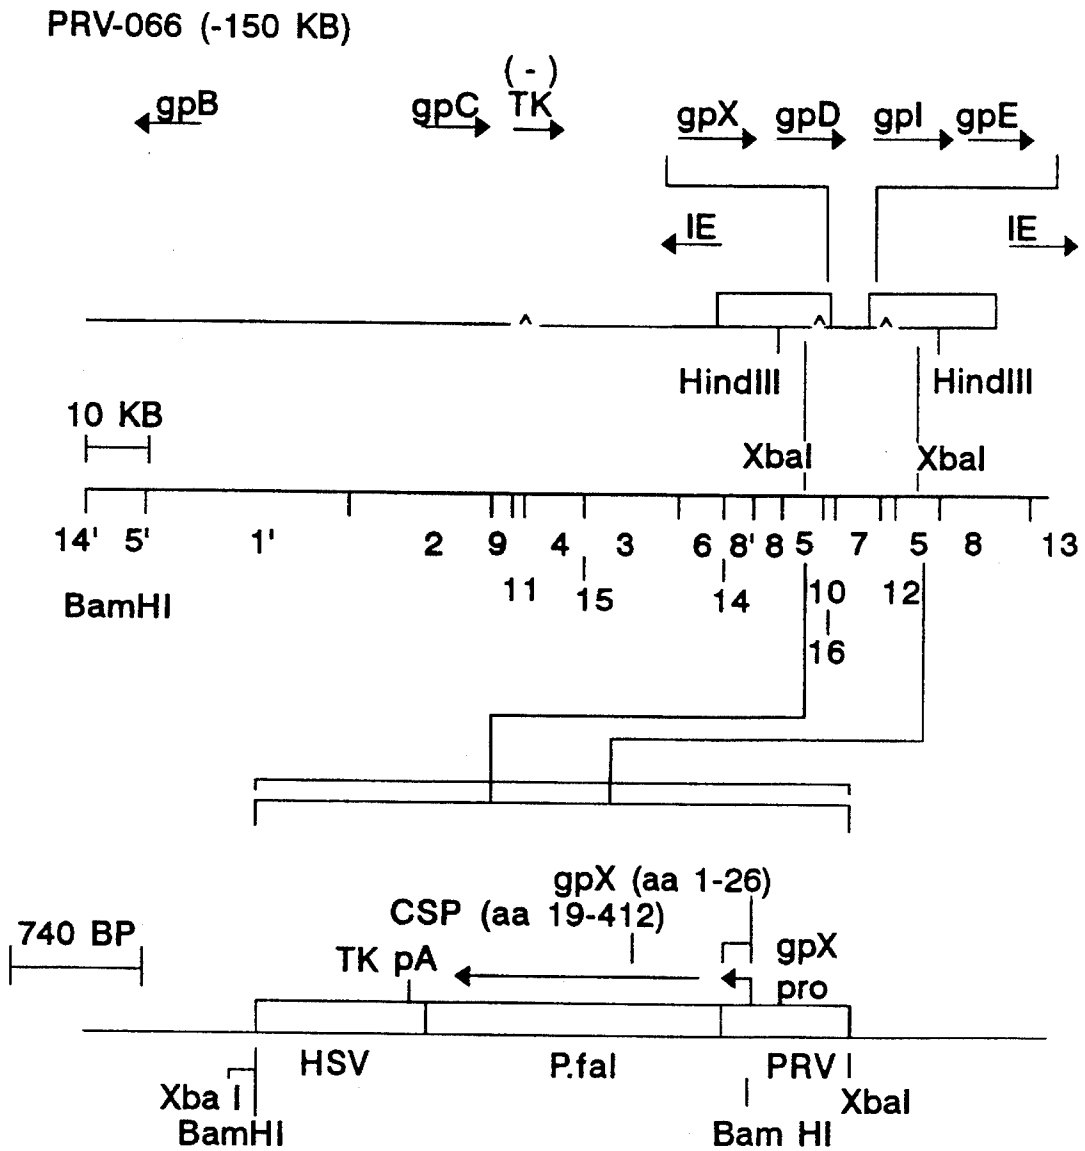 PRV-066 (-150 KB)
(-)
gpB gpC TK gpX gpD gpI gpE
IE IE
HindIII HindIII
10 KB
XbaI XbaI
14' 5' 1' 2 9 4 3 6 8' 8 5 7 5 8 13
11 15 14 10 12
BamHI
16
gpX (aa 1-26)
CSP (aa 19-412)
740 BP
TK pA gpX
pro
HSV P.fal PRV
Xba I XbaI
BamHI Bam HI